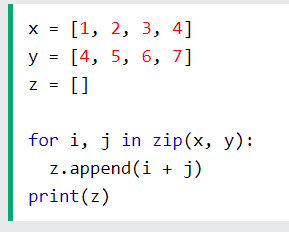 x = [1, 2, 3, 4]
y = [4, 5, 6, 7]
z = []

for i, j in zip(x, y):
  z.append(i + j)
print(z)